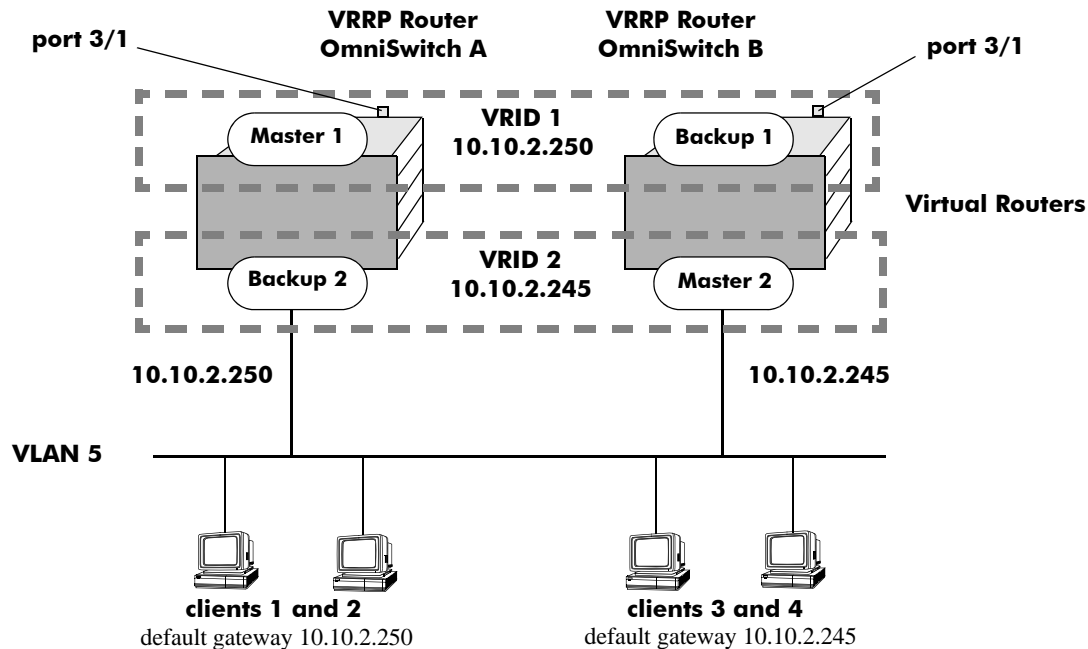 VRRP Router
OmniSwitch A
VRRP Router
OmniSwitch B
port 3/1
port 3/1
Master 1
VRID 1
10.10.2.250
Backup 1
Virtual Routers
Backup 2
VRID 2
10.10.2.245
Master 2
10.10.2.250
10.10.2.245
VLAN 5
clients 1 and 2
default gateway 10.10.2.250
clients 3 and 4
default gateway 10.10.2.245